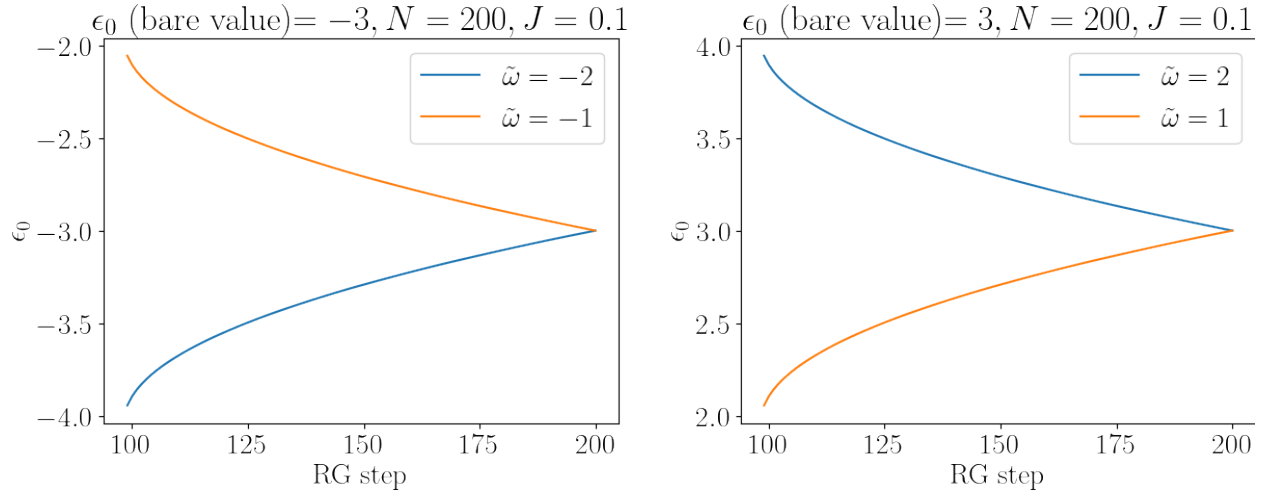 ϵ₀ (bare value)= −3, N = 200, J = 0.1
−2.0
−2.5
−3.0
−3.5
−4.0
ϵ₀
ω̃ = −2
ω̃ = −1
100 125 150 175 200
RG step
ϵ₀ (bare value)= 3, N = 200, J = 0.1
4.0
3.5
3.0
2.5
2.0
ϵ₀
ω̃ = 2
ω̃ = 1
100 125 150 175 200
RG step